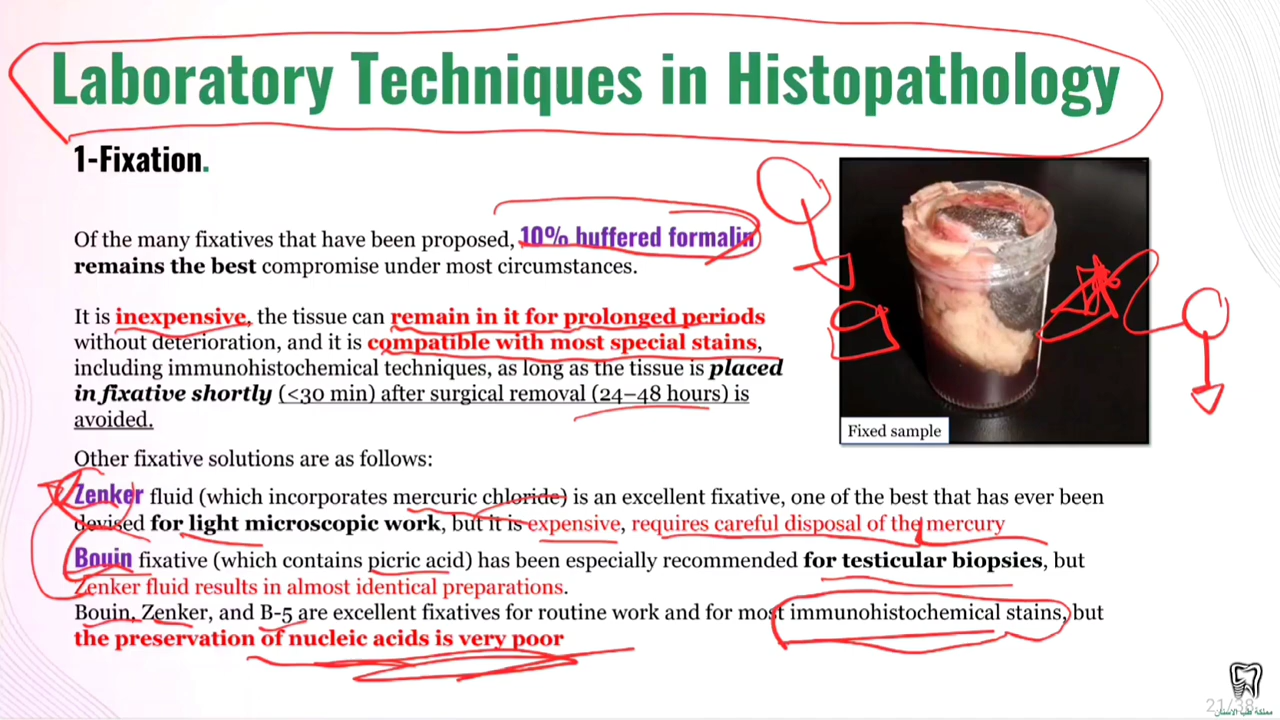 Laboratory Techniques in Histopathology
1-Fixation.
Of the many fixatives that have been proposed, 10% buffered formalin
remains the best compromise under most circumstances.
It is inexpensive, the tissue can remain in it for prolonged periods
without deterioration, and it is compatible with most special stains,
including immunohistochemical techniques, as long as the tissue is placed
in fixative shortly (<30 min) after surgical removal (24–48 hours) is
avoided.
Fixed sample
Other fixative solutions are as follows:
Zenker fluid (which incorporates mercuric chloride) is an excellent fixative, one of the best that has ever been
devised for light microscopic work, but it is expensive, requires careful disposal of the mercury
Bouin fixative (which contains picric acid) has been especially recommended for testicular biopsies, but
Zenker fluid results in almost identical preparations.
Bouin, Zenker, and B-5 are excellent fixatives for routine work and for most immunohistochemical stains, but
the preservation of nucleic acids is very poor
21/38
مملكة طب الاسنان